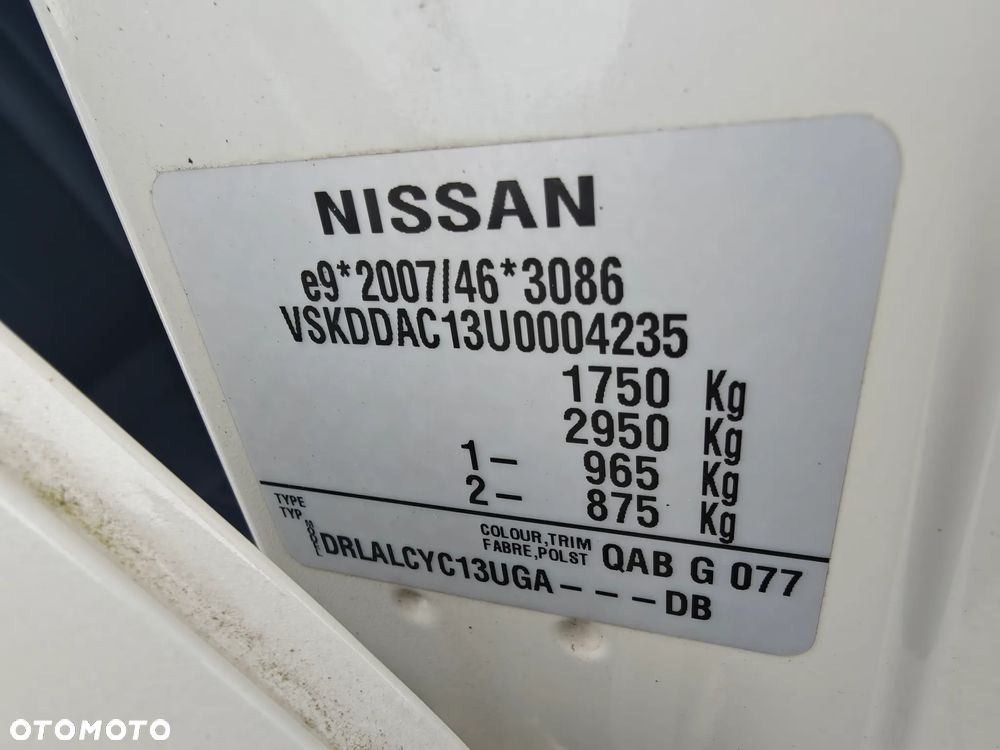 NISSAN
e9*2007/46*3086
VSKDDAC13U0004235
1750 Kg
2950 Kg
1- 965 Kg
2- 875 Kg
TYPE
TYP
MODEL
COLOUR,TRIM
FABRE,POLST
QAB G 077
DRLALCYC13UGA---DB
OTOMOTO